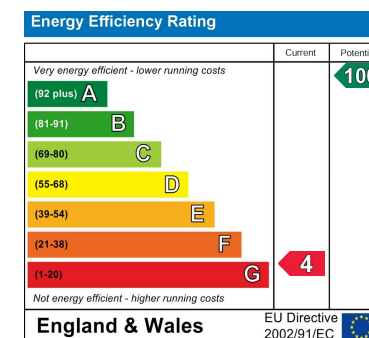 Energy Efficiency Rating
Current
Very energy efficient - lower running costs
(92 plus) A
(81-91) B
(69-80) C
(55-68) D
(39-54) E
(21-38) F
(1-20) G
4
Not energy efficient - higher running costs
England & Wales
EU Directive
2002/91/EC